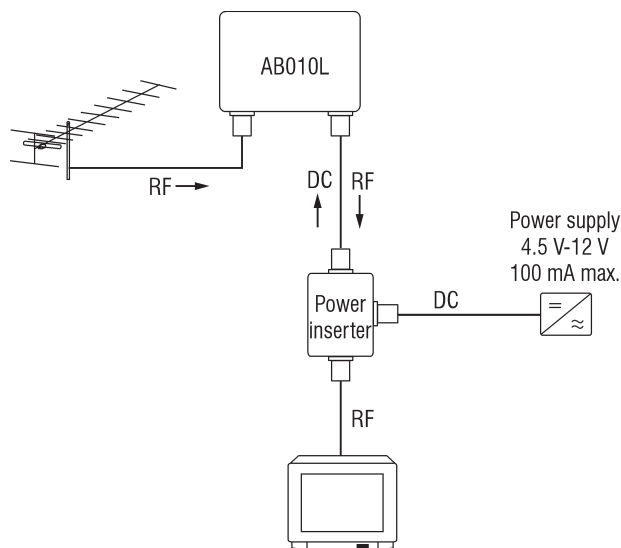 AB010L
RF
DC
RF
Power supply
4.5 V-12 V
100 mA max.
DC
Power
inserter
RF